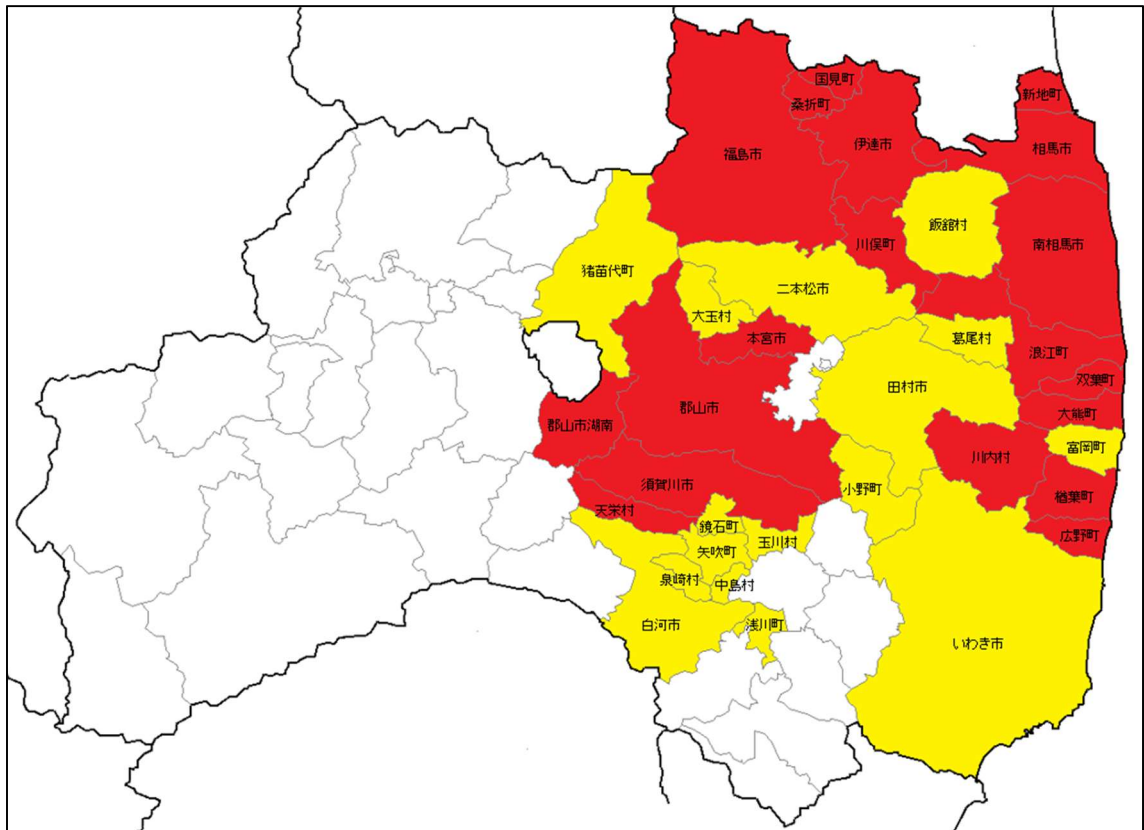 国見町
桑折町
新地町
福島市
伊達市
相馬市
飯舘村
川俣町
南相馬市
猪苗代町
二本松市
大玉村
本宮市
葛尾村
浪江町
双葉町
田村市
郡山市
大熊町
郡山市湖南
川内村
富岡町
須賀川市
小野町
楢葉町
天栄村
鏡石町
玉川村
広野町
矢吹町
泉崎村
中島村
白河市
浅川町
いわき市